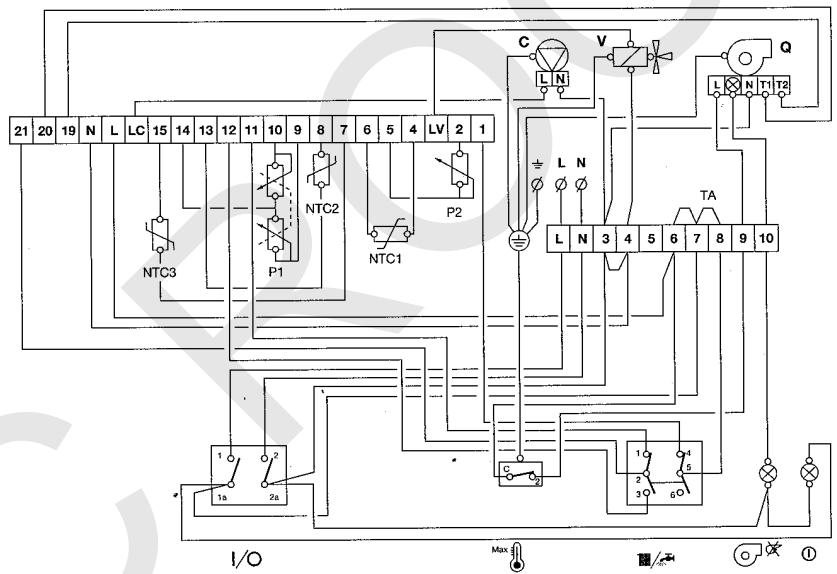 C V Q
L N
L N T1 T2
21 20 19 N L LC 15 14 13 12 11 10 9 8 7 6 5 4 LV 2 1
L N
TA
NTC2
P2
NTC3
P1
NTC1
L N 3 4 5 6 7 8 9 10
1 2
1a 2a
C 2
1 4
2 5
3 6
I/O
Max